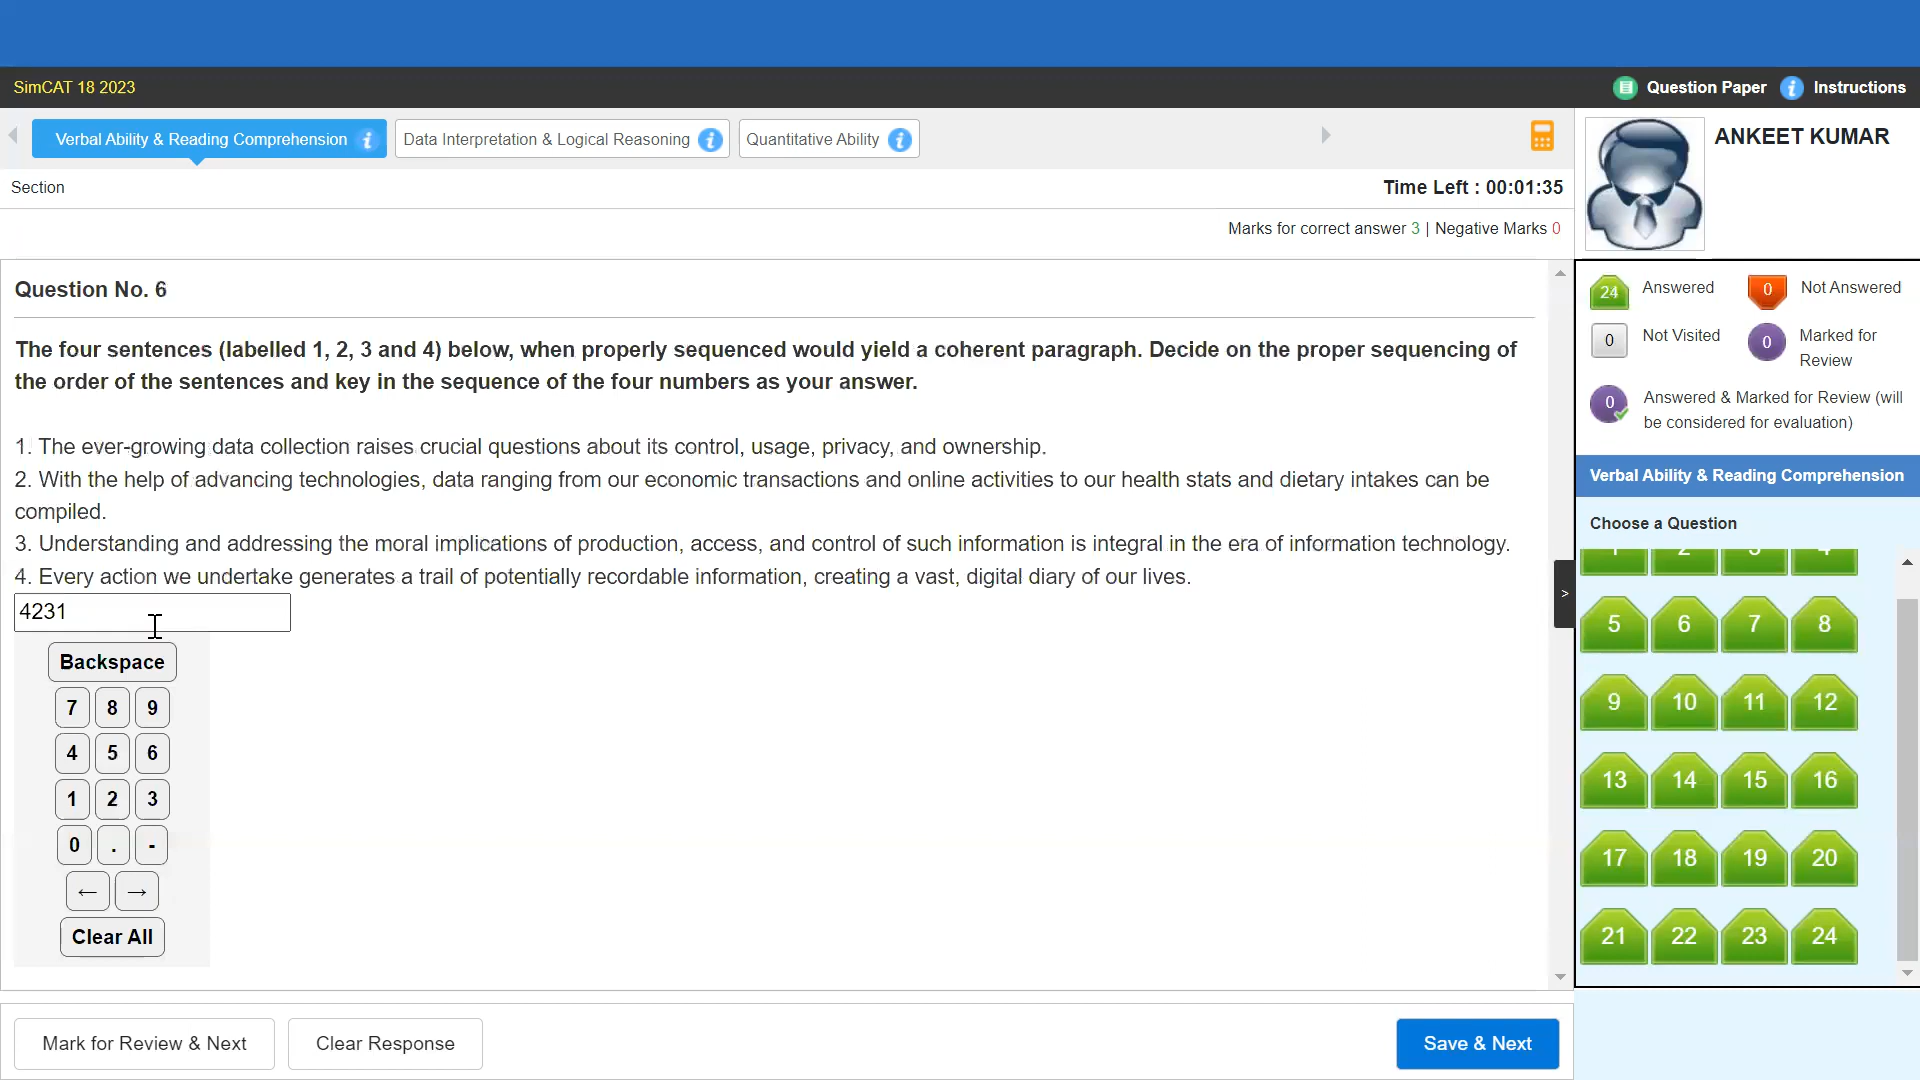 SimCAT 18 2023
Question Paper
Instructions
Verbal Ability & Reading Comprehension
Data Interpretation & Logical Reasoning
Quantitative Ability
ANKEET KUMAR
Section
Time Left : 00:01:35
Marks for correct answer 3 | Negative Marks 0
Question No. 6
The four sentences (labelled 1, 2, 3 and 4) below, when properly sequenced would yield a coherent paragraph. Decide on the proper sequencing of
the order of the sentences and key in the sequence of the four numbers as your answer.
1. The ever-growing data collection raises crucial questions about its control, usage, privacy, and ownership.
2. With the help of advancing technologies, data ranging from our economic transactions and online activities to our health stats and dietary intakes can be
compiled.
3. Understanding and addressing the moral implications of production, access, and control of such information is integral in the era of information technology.
4. Every action we undertake generates a trail of potentially recordable information, creating a vast, digital diary of our lives.
4231
Backspace
7 8 9
4 5 6
1 2 3
0 . -
← →
Clear All
Mark for Review & Next
Clear Response
Save & Next
24 Answered
0 Not Answered
0 Not Visited
0 Marked for
Review
0 Answered & Marked for Review (will
be considered for evaluation)
Verbal Ability & Reading Comprehension
Choose a Question
>
1 2 3 4
5 6 7 8
9 10 11 12
13 14 15 16
17 18 19 20
21 22 23 24